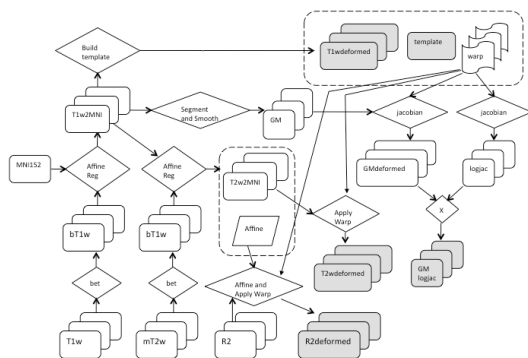 Build
template
T1wdeformed
template
warp
T1w2MNI
Segment
and Smooth
GM
jacobian
jacobian
MNI152
Affine
Reg
Affine
Reg
T2w2MNI
GMdeformed
logjac
bT1w
bT1w
Affine
Apply
Warp
X
bet
bet
Affine and
Apply Warp
T2wdeformed
GM
logjac
T1w
mT2w
R2
R2deformed